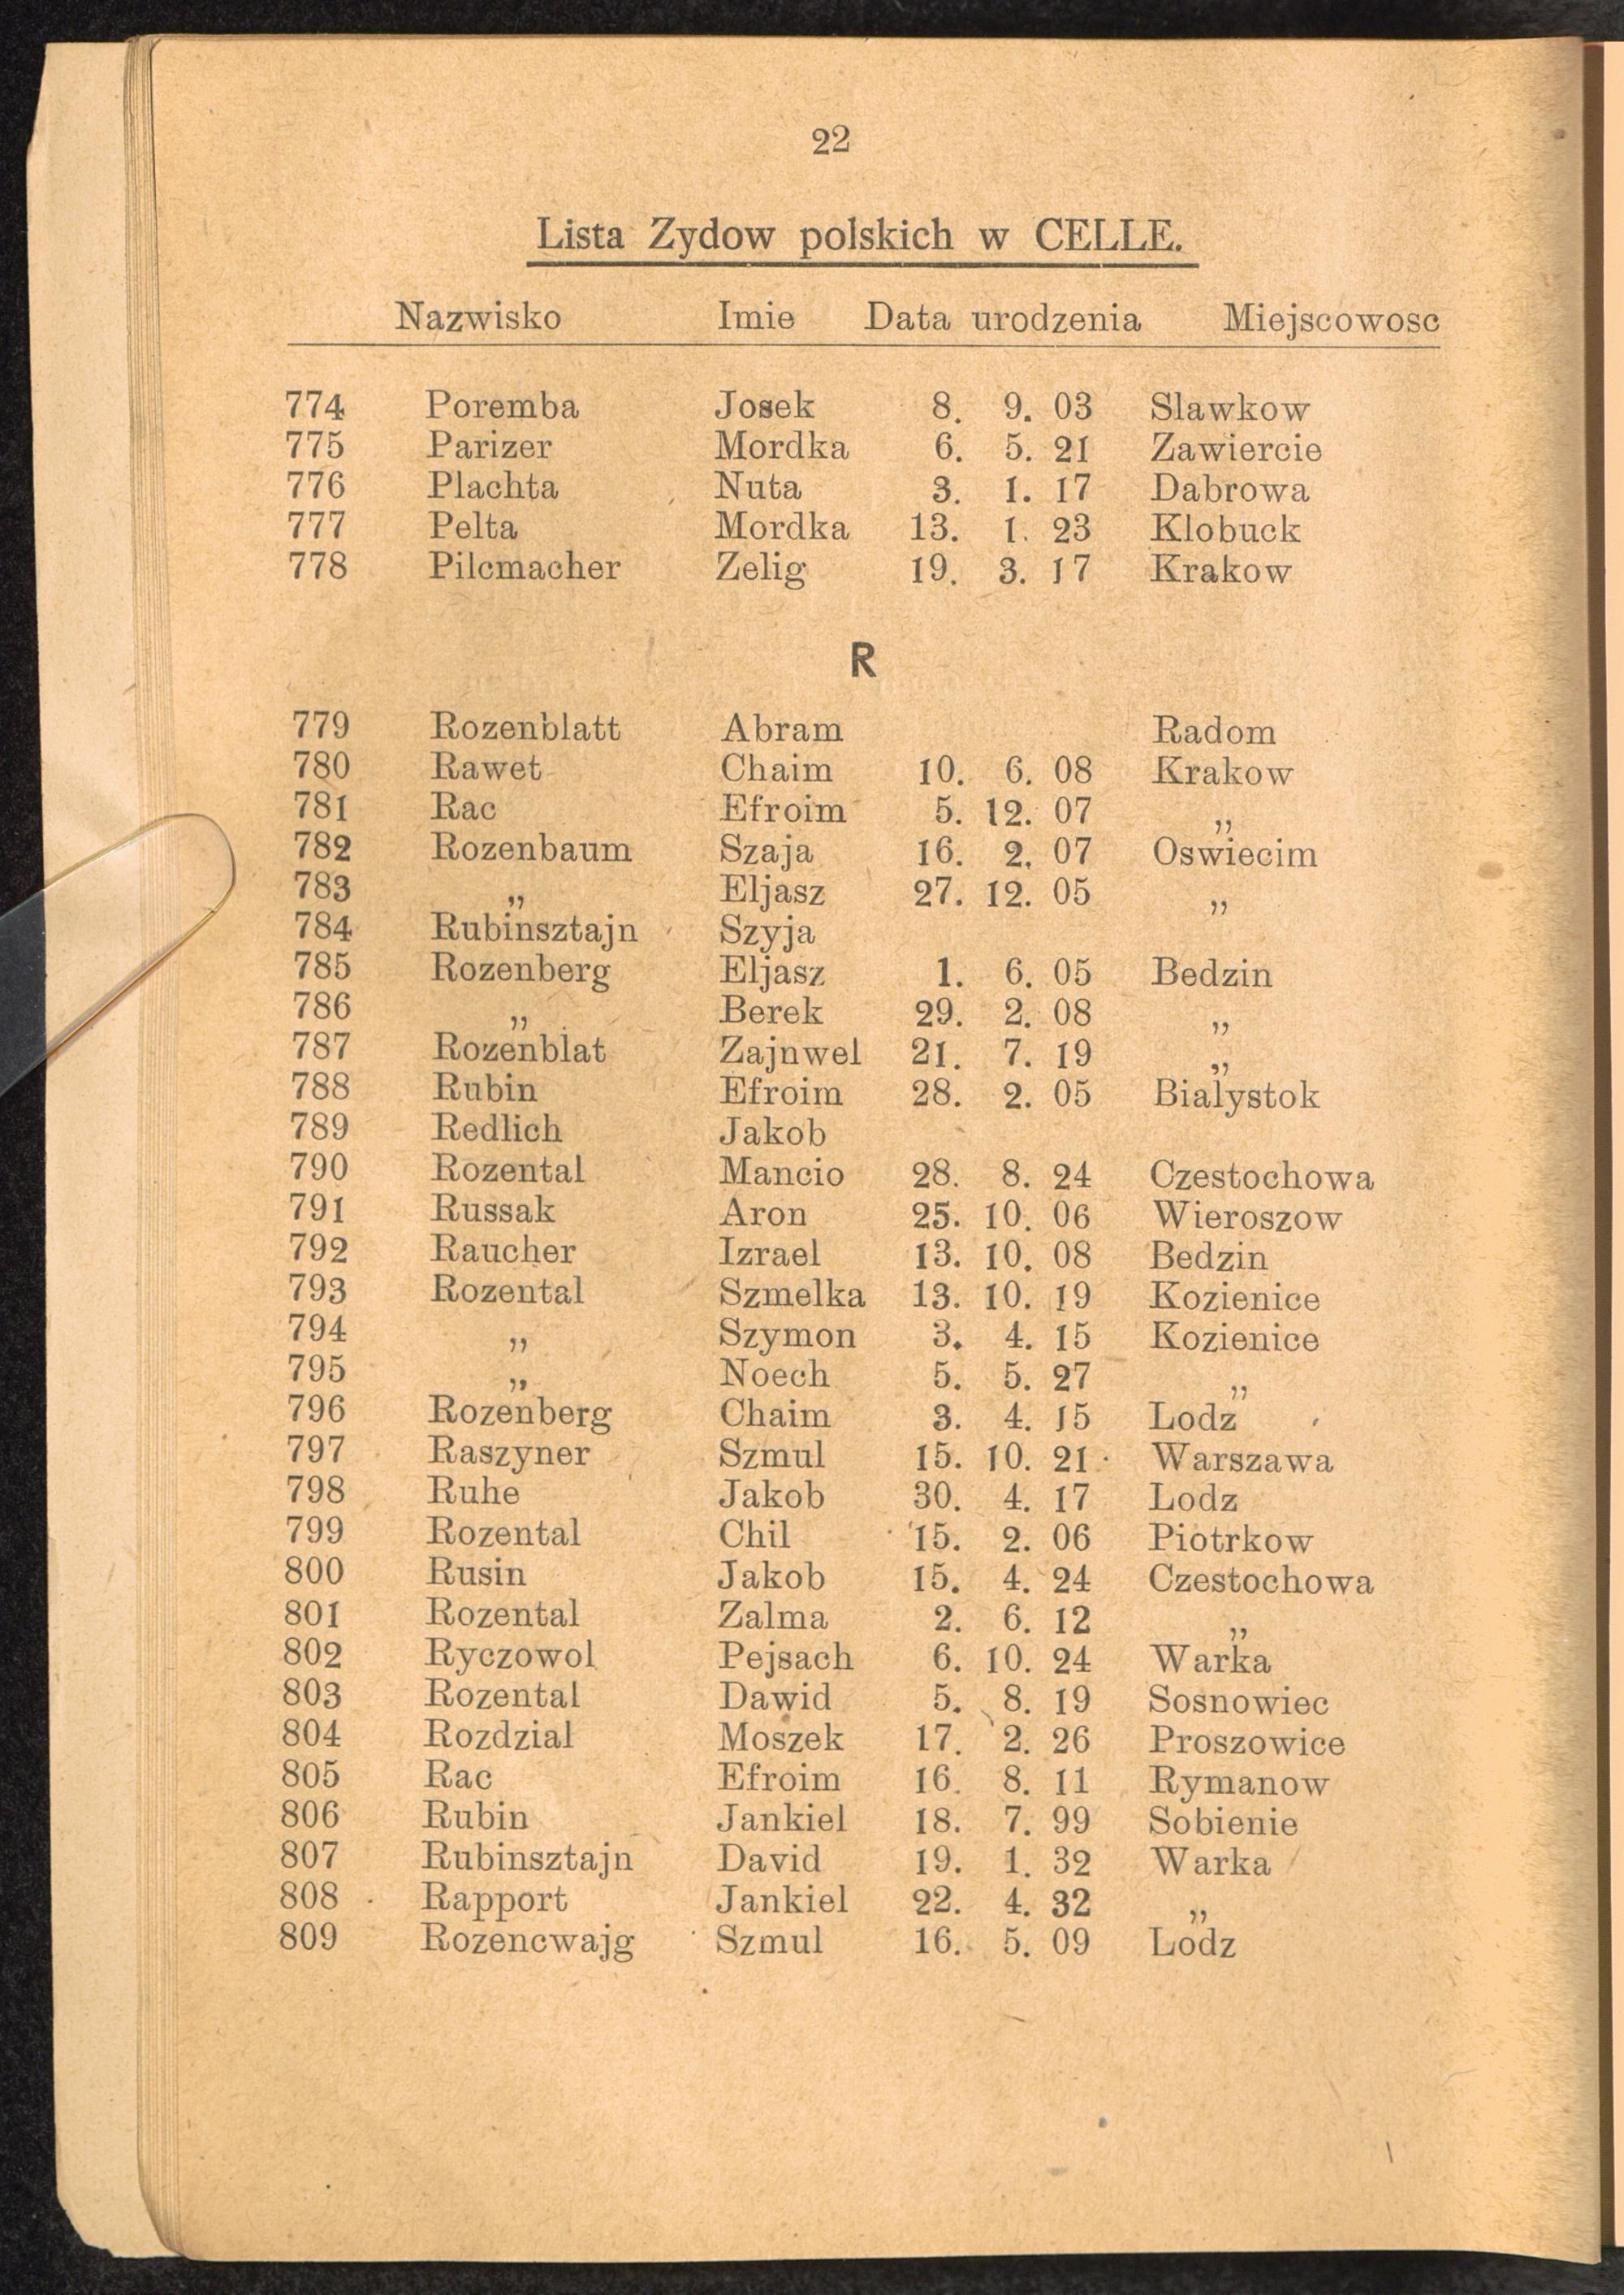 22
Lista Zydow polskich w CELLE.
Nazwisko Imie Data urodzenia Miejscowosc
774 Poremba Josek 8. 9. 03 Slawkow
775 Parizer Mordka 6. 5. 21 Zawiercie
776 Plachta Nuta 3. 1. 17 Dabrowa
777 Pelta Mordka 13. 1. 23 Klobuck
778 Pilcmacher Zelig 19. 3. 17 Krakow
R
779 Rozenblatt Abram Radom
780 Rawet Chaim 10. 6. 08 Krakow
781 Rac Efroim 5. 12. 07 „
782 Rozenbaum Szaja 16. 2. 07 Oswiecim
783 „ Eljasz 27. 12. 05 „
784 Rubinsztajn Szyja
785 Rozenberg Eljasz 1. 6. 05 Bedzin
786 „ Berek 29. 2. 08 „
787 Rozenblat Zajnwel 21. 7. 19 „
788 Rubin Efroim 28. 2. 05 Bialystok
789 Redlich Jakob
790 Rozental Mancio 28. 8. 24 Czestochowa
791 Russak Aron 25. 10. 06 Wieroszow
792 Raucher Izrael 13. 10. 08 Bedzin
793 Rozental Szmelka 13. 10. 19 Kozienice
794 „ Szymon 3. 4. 15 Kozienice
795 „ Noech 5. 5. 27 „
796 Rozenberg Chaim 3. 4. 15 Lodz
797 Raszyner Szmul 15. 10. 21 Warszawa
798 Ruhe Jakob 30. 4. 17 Lodz
799 Rozental Chil 15. 2. 06 Piotrkow
800 Rusin Jakob 15. 4. 24 Czestochowa
801 Rozental Zalma 2. 6. 12 „
802 Ryczowol Pejsach 6. 10. 24 Warka
803 Rozental Dawid 5. 8. 19 Sosnowiec
804 Rozdzial Moszek 17. 2. 26 Proszowice
805 Rac Efroim 16. 8. 11 Rymanow
806 Rubin Jankiel 18. 7. 99 Sobienie
807 Rubinsztajn David 19. 1. 32 Warka
808 Rapport Jankiel 22. 4. 32 „
809 Rozencwajg Szmul 16. 5. 09 Lodz